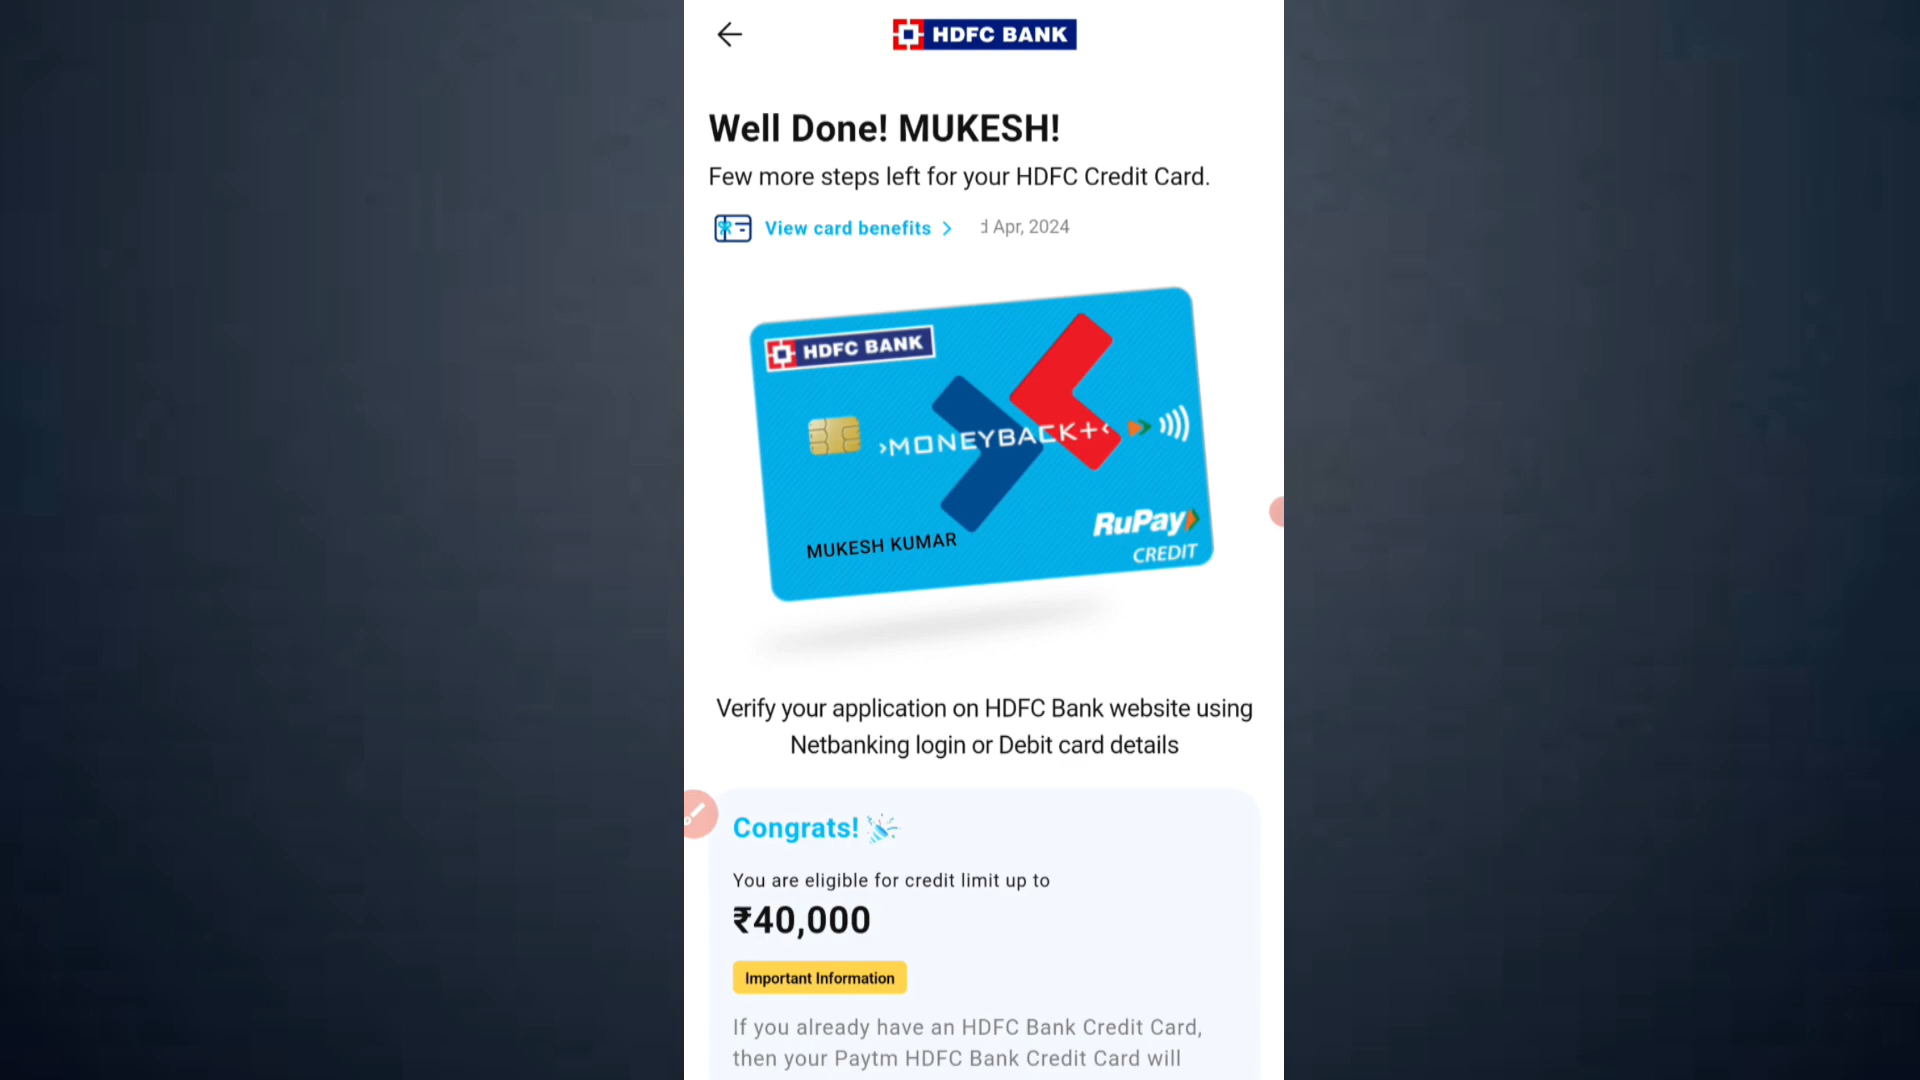 HDFC BANK
Well Done! MUKESH!
Few more steps left for your HDFC Credit Card.
View card benefits > Apr, 2024
HDFC BANK
›MONEYBACK+‹
RuPay
CREDIT
MUKESH KUMAR
Verify your application on HDFC Bank website using
Netbanking login or Debit card details
Congrats!
You are eligible for credit limit up to
₹40,000
Important Information
If you already have an HDFC Bank Credit Card,
then your Paytm HDFC Bank Credit Card will